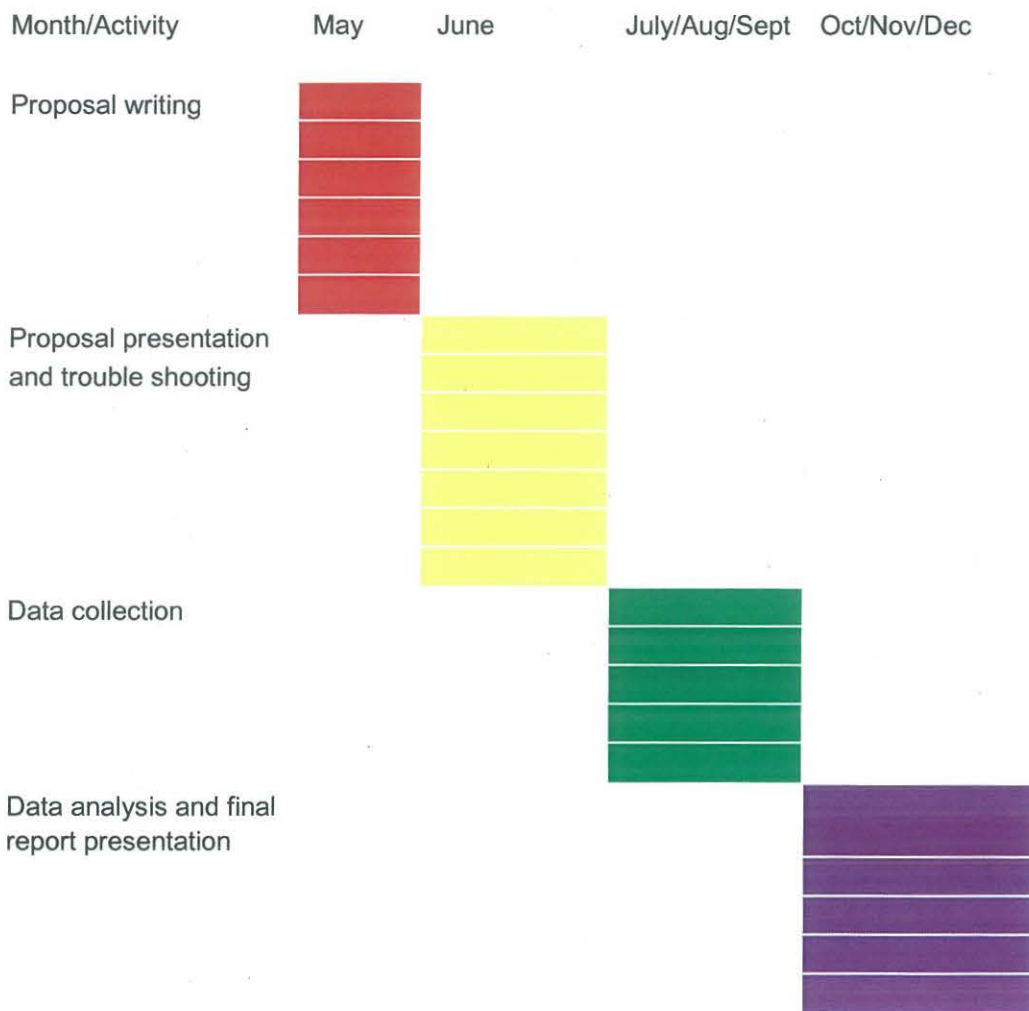 Month/Activity May June July/Aug/Sept Oct/Nov/Dec
Proposal writing
Proposal presentation
and trouble shooting
Data collection
Data analysis and final
report presentation